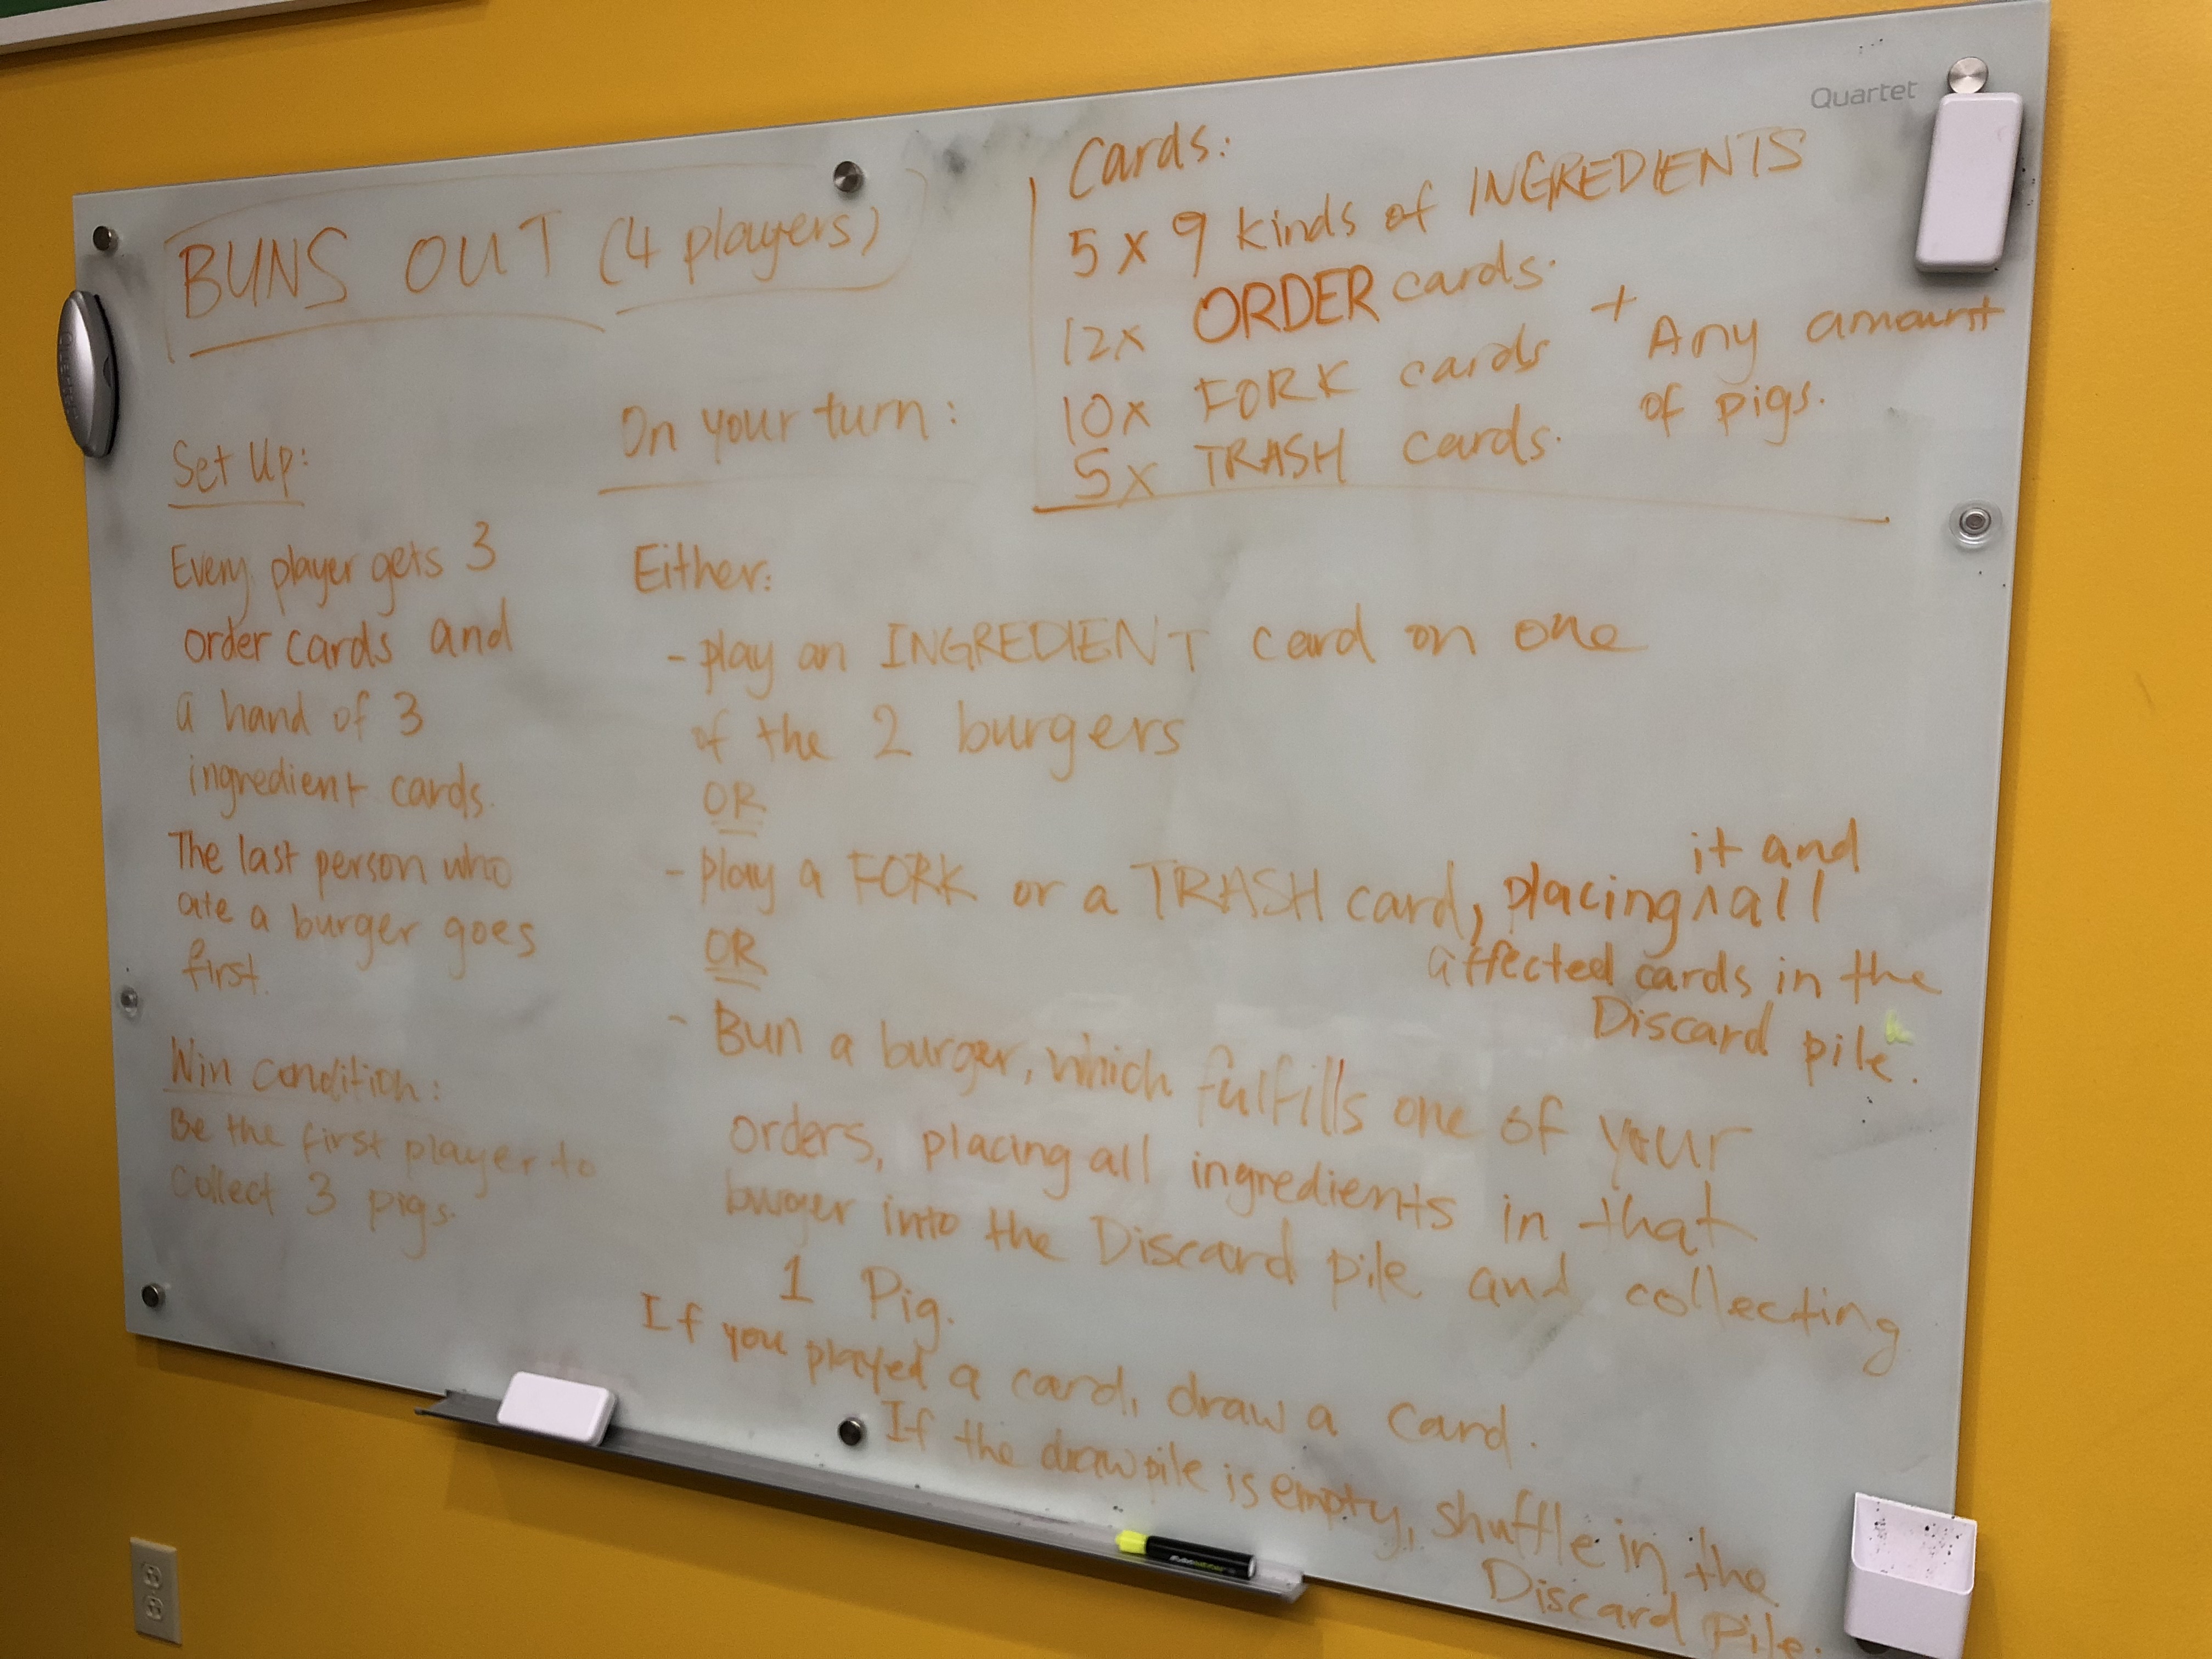 BUNS OUT (4 players)
Quartet
Cards:
5 x 9 kinds of INGREDIENTS
12x ORDER cards.
10x FORK cards
5x TRASH cards.
+ Any amount
of pigs.
Set Up:
Every player gets 3
order cards and
a hand of 3
ingredient cards.
The last person who
ate a burger goes
first.
Win Condition:
Be the first player to
Collect 3 pigs.
On your turn:
Either:
- play an INGREDIENT card on one
of the 2 burgers
OR
- play a FORK or a TRASH card, placing ^ it and all
affected cards in the
Discard pile.
OR
- Bun a burger, which fulfills one of your
orders, placing all ingredients in that
burger into the Discard pile and collecting
1 Pig.
If you played a card, draw a Card.
If the draw pile is empty, shuffle in the
Discard Pile.